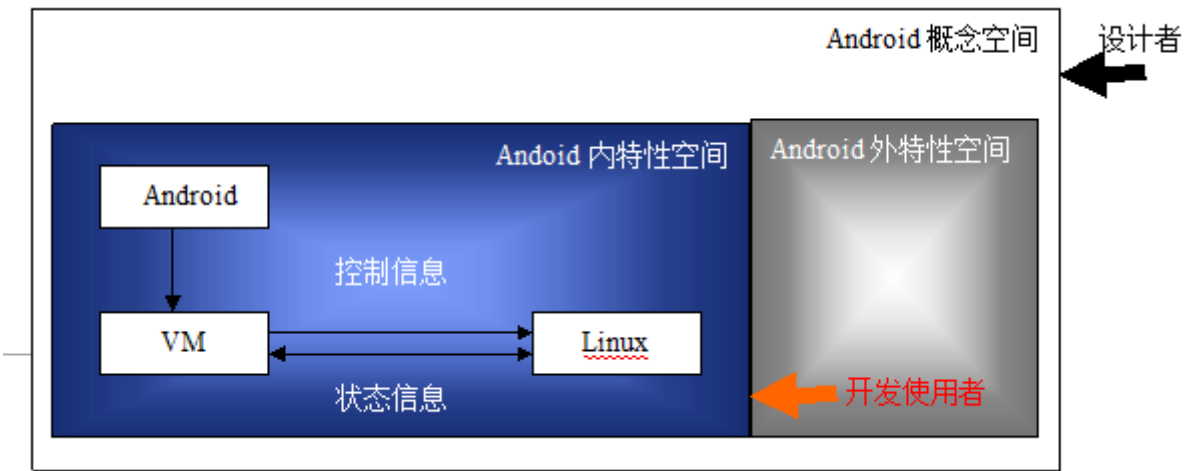 Android 概念空间
设计者
Andoid 内特性空间
Android 外特性空间
Android
控制信息
VM
Linux
状态信息
开发使用者